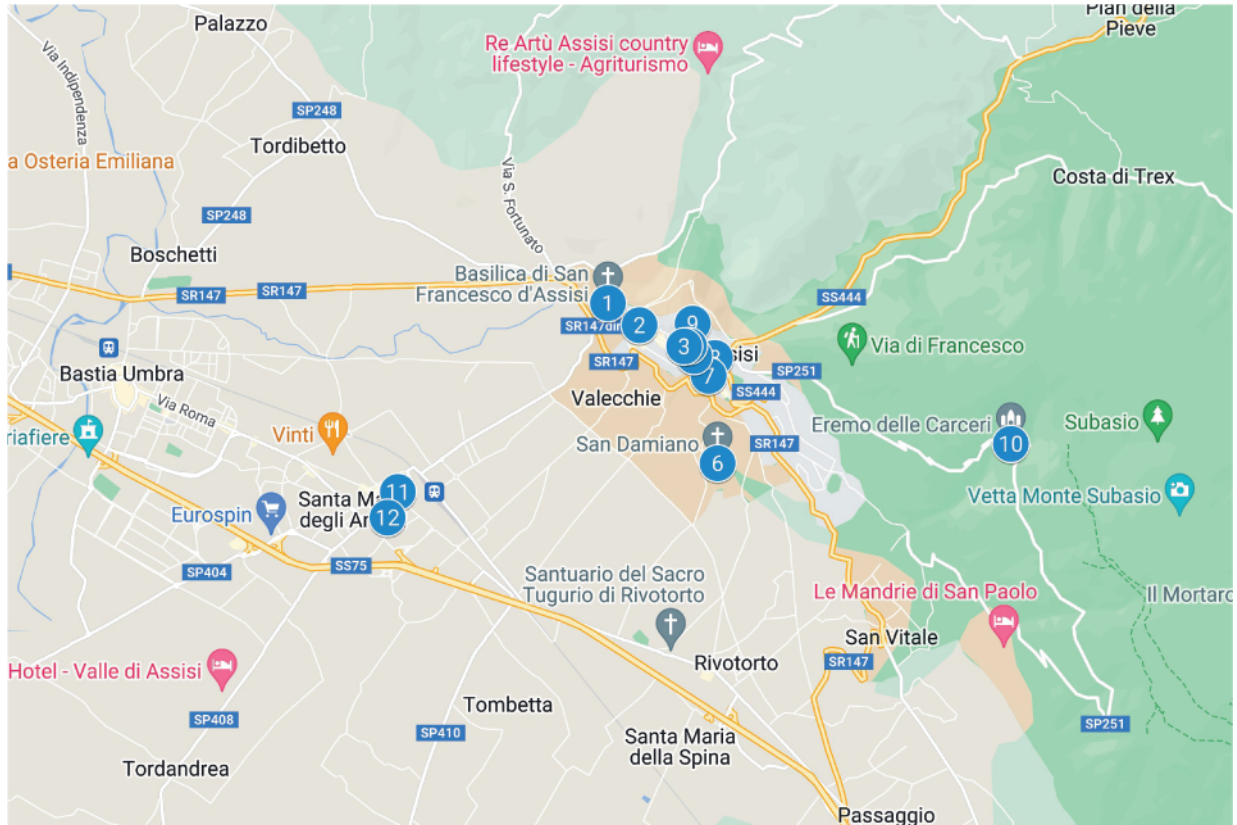 Palazzo
Pian della
Pieve
Re Artù Assisi country
lifestyle - Agriturismo
Via Indipendenza
SP248
Tordibetto
a Osteria Emiliana
Via S. Fortunato
Costa di Trex
SP248
Boschetti
Basilica di San
Francesco d'Assisi
SR147
SR147
SS444
1
2
SR147dir
9
3
8
sisi
7
Via di Francesco
SR147
SP251
Bastia Umbra
Valecchie
SS444
Via Roma
Eremo delle Carceri
Subasio
riafiere
Vinti
San Damiano
SR147
10
6
11
Santa Ma
degli An
12
Vetta Monte Subasio
Eurospin
SP404
SS75
Santuario del Sacro
Tugurio di Rivotorto
Le Mandrie di San Paolo
Il Mortaro
San Vitale
Hotel - Valle di Assisi
Rivotorto
SR147
SP408
Tombetta
SP410
SP251
Santa Maria
della Spina
Tordandrea
Passaggio